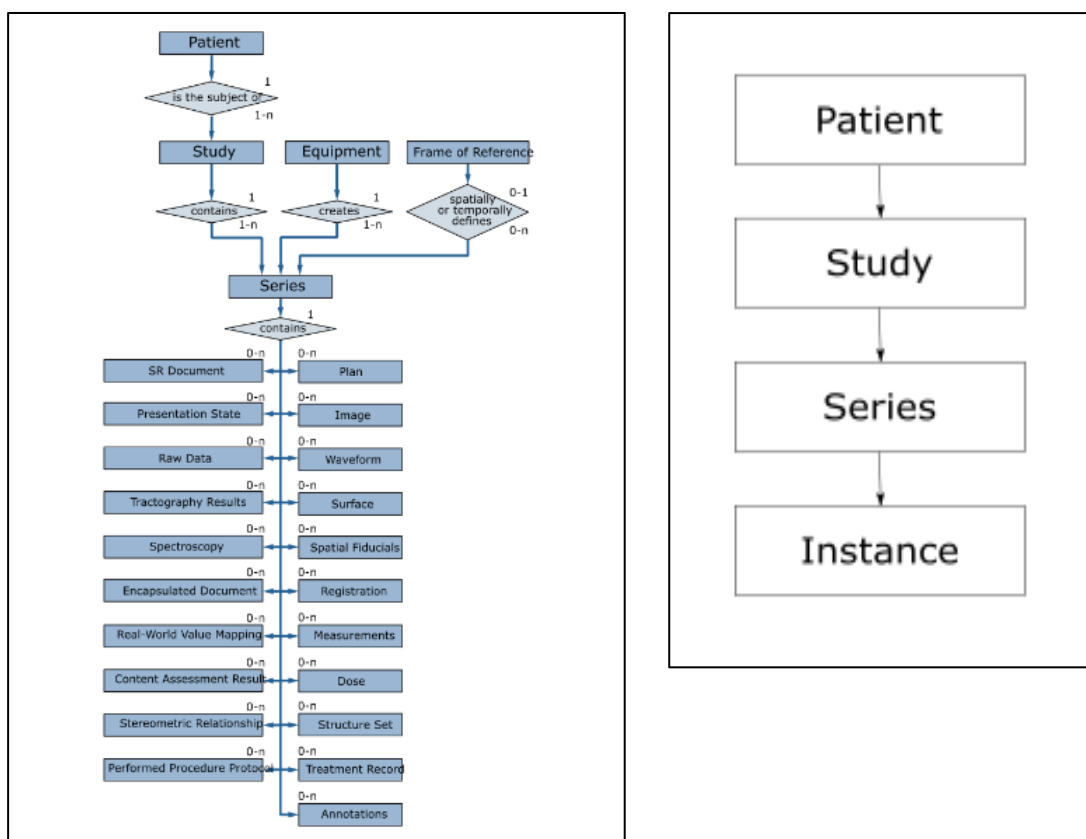 Patient
1
is the subject of
1-n
Study
Equipment
Frame of Reference
contains
1
1-n
creates
1
1-n
spatially
or temporally
defines
0-1
0-n
Series
contains
1
0-n
0-n
SR Document
Plan
0-n
0-n
Presentation State
Image
0-n
0-n
Raw Data
Waveform
0-n
0-n
Tractography Results
Surface
0-n
0-n
Spectroscopy
Spatial Fiducials
0-n
0-n
Encapsulated Document
Registration
0-n
0-n
Real-World Value Mapping
Measurements
0-n
0-n
Content Assessment Result
Dose
0-n
0-n
Stereometric Relationship
Structure Set
0-n
0-n
Performed Procedure Protocol
Treatment Record
0-n
Annotations
Patient
Study
Series
Instance